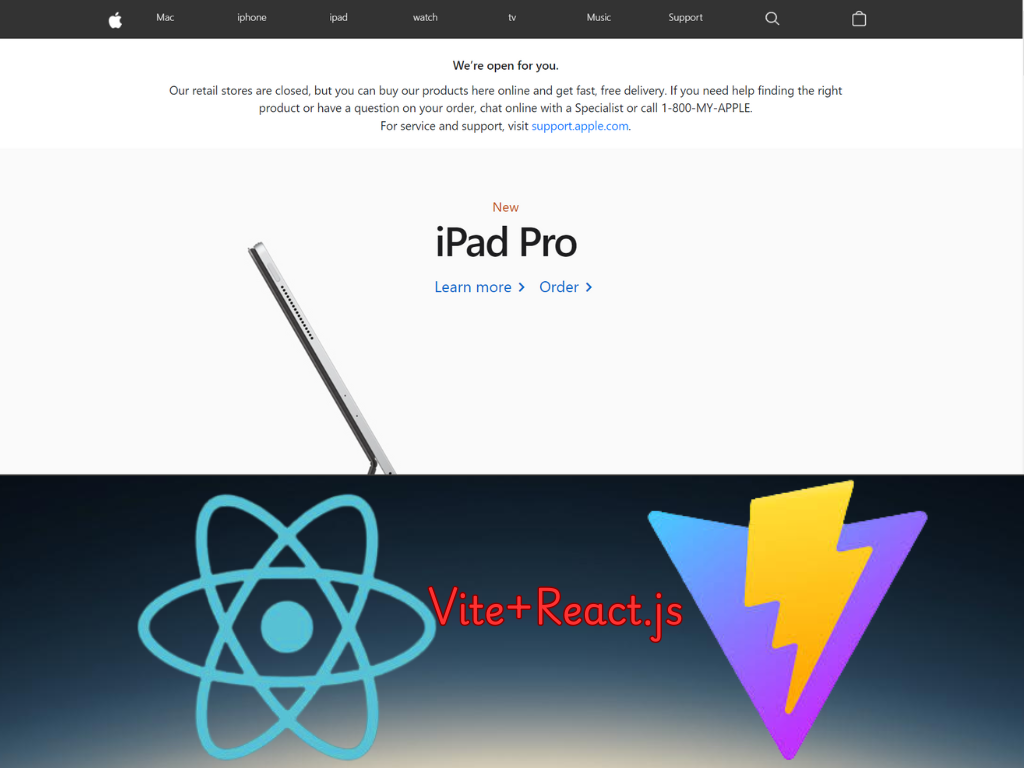 Mac iphone ipad watch tv Music Support
We're open for you.
Our retail stores are closed, but you can buy our products here online and get fast, free delivery. If you need help finding the right
product or have a question on your order, chat online with a Specialist or call 1-800-MY-APPLE.
For service and support, visit support.apple.com.
New
iPad Pro
Learn more Order
Vite+React.js